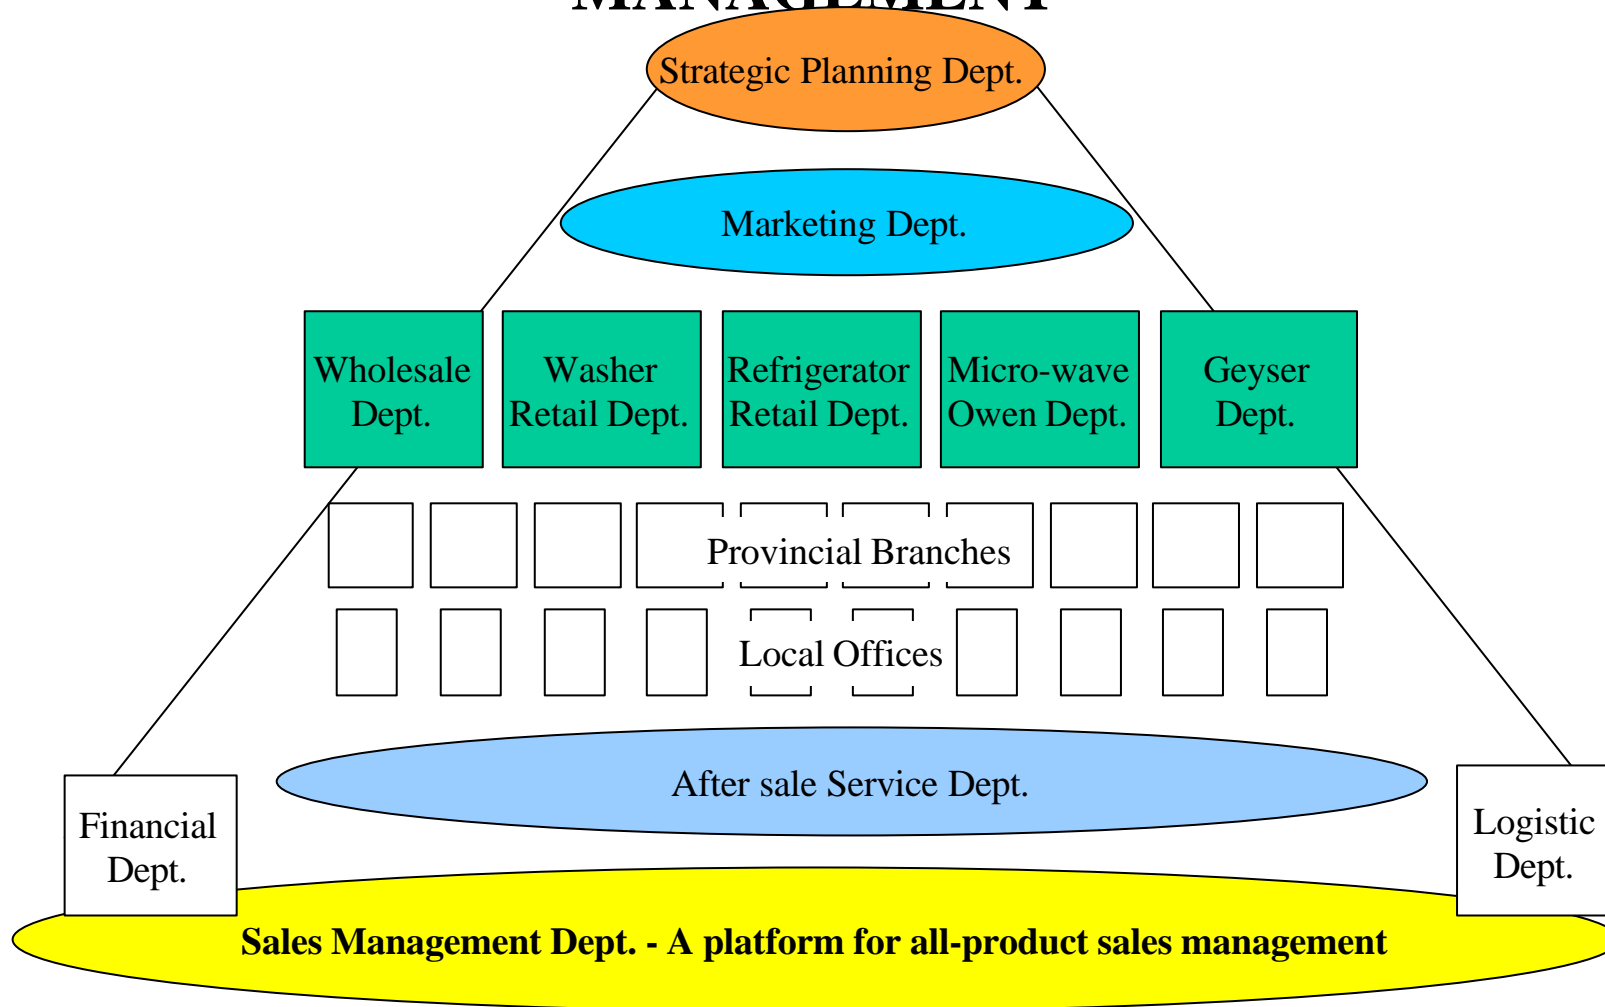 MANAGEMENT
Strategic Planning Dept.
Marketing Dept.
Wholesale
Dept.
Washer
Retail Dept.
Refrigerator
Retail Dept.
Micro-wave
Owen Dept.
Geyser
Dept.
Provincial Branches
Local Offices
After sale Service Dept.
Financial
Dept.
Logistic
Dept.
Sales Management Dept. - A platform for all-product sales management